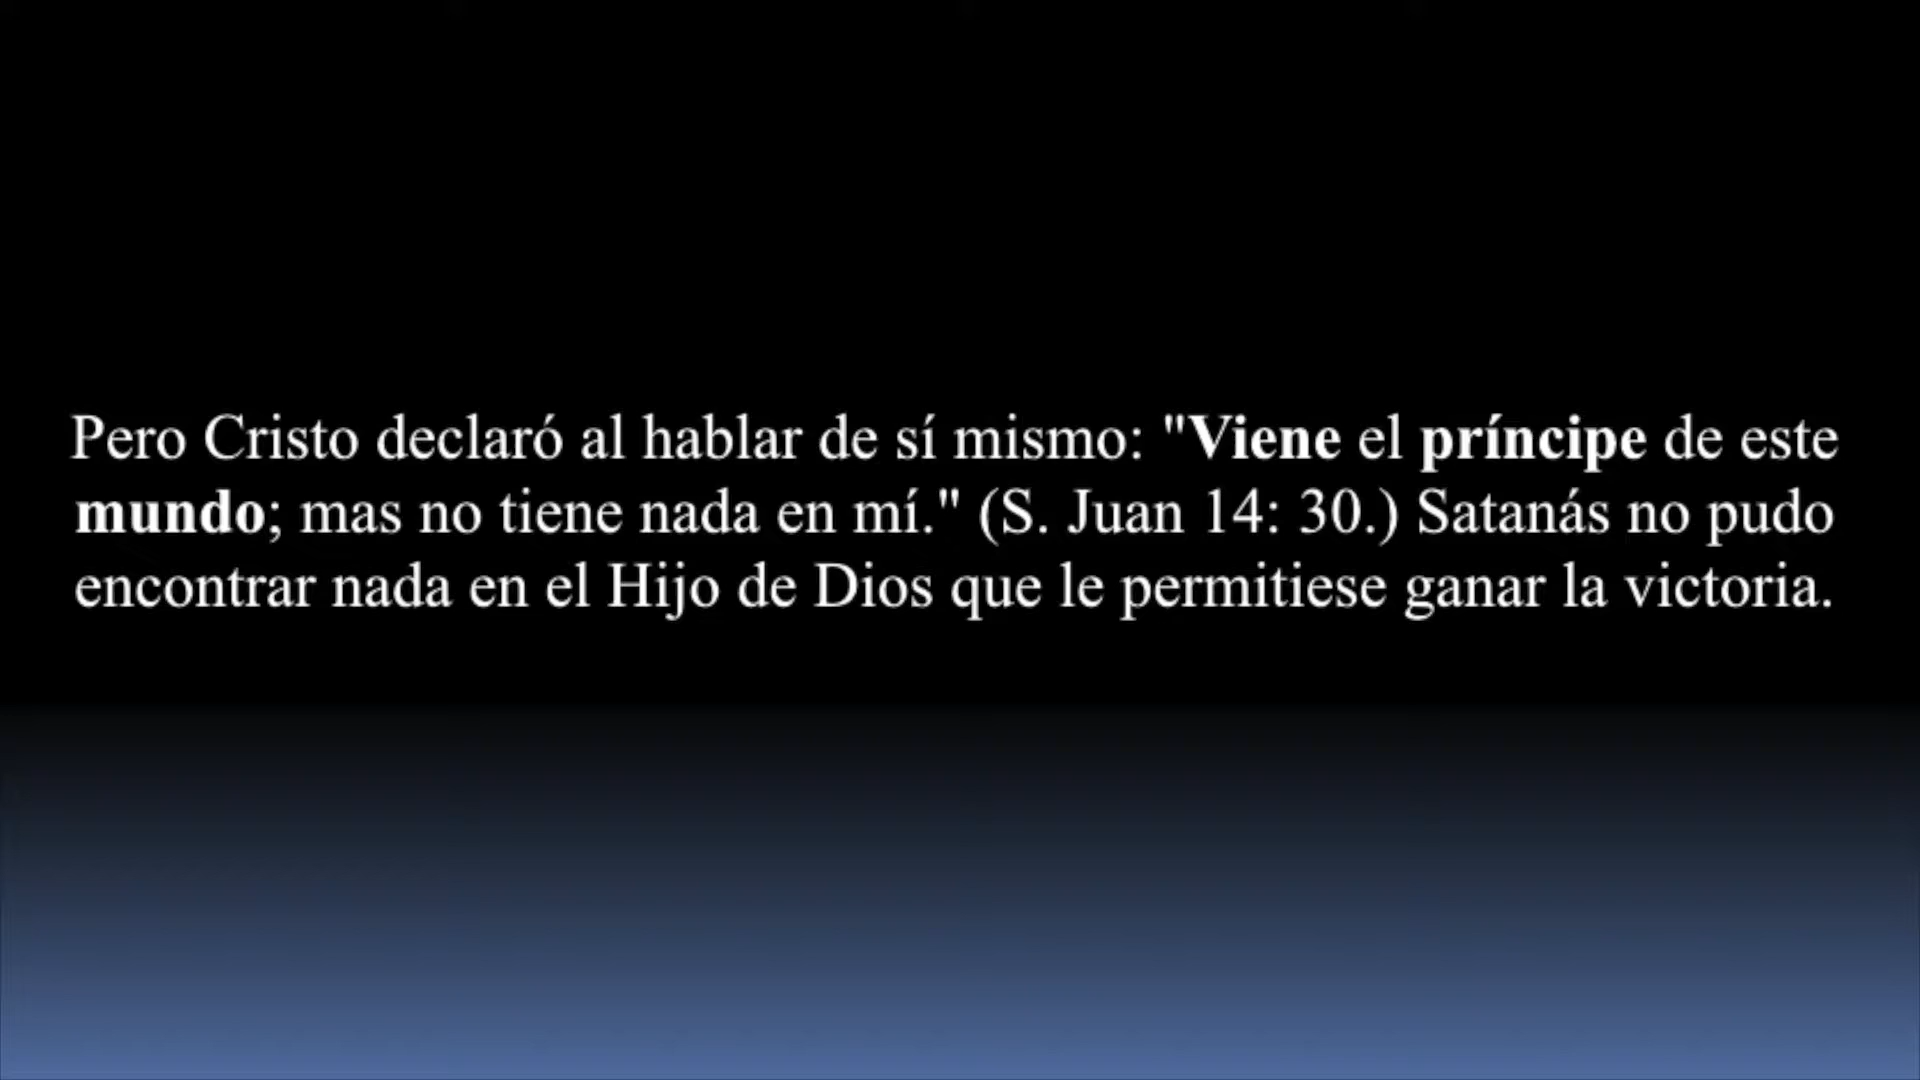 Pero Cristo declaró al hablar de sí mismo: "Viene el príncipe de este
mundo; mas no tiene nada en mí." (S. Juan 14: 30.) Satanás no pudo
encontrar nada en el Hijo de Dios que le permitiese ganar la victoria.